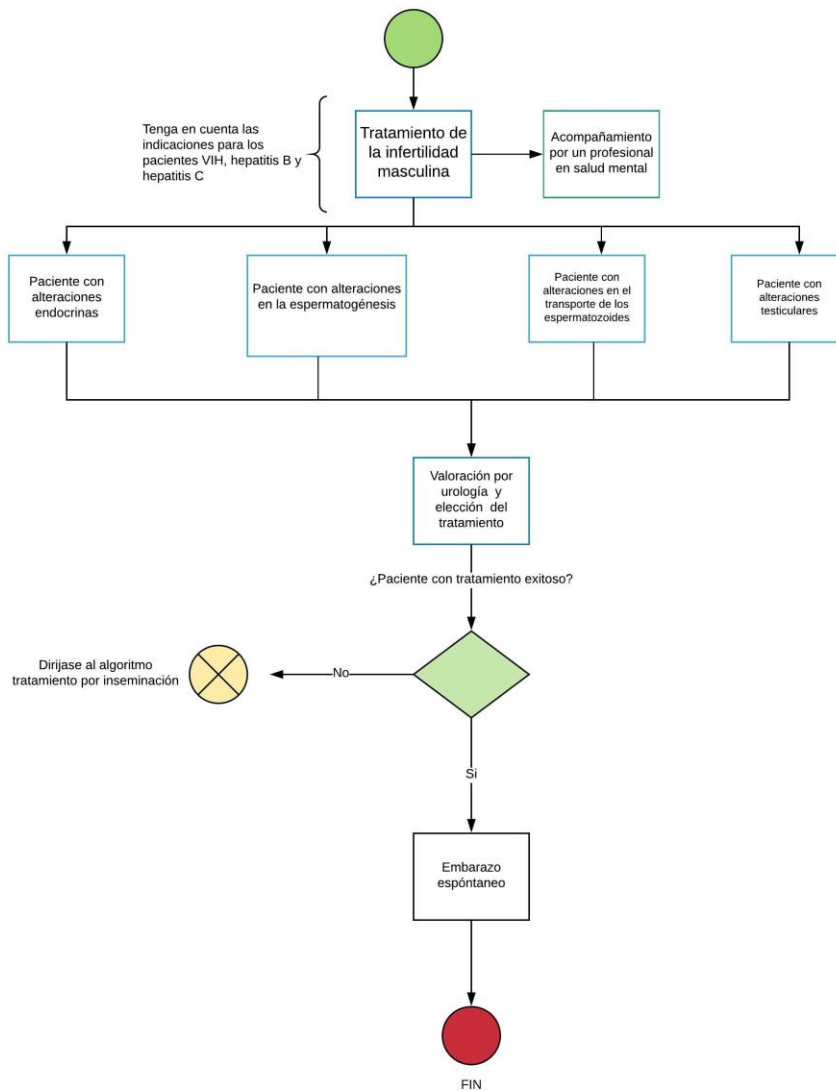 Tenga en cuenta las
indicaciones para los
pacientes VIH, hepatitis B y
hepatitis C
Tratamiento de
la infertilidad
masculina
Acompañamiento
por un profesional
en salud mental
Paciente con
alteraciones
endocrinas
Paciente con alteraciones
en la espermatogénesis
Paciente con
alteraciones en el
transporte de los
espermatozoides
Paciente con
alteraciones
testiculares
Valoración por
urología y
elección del
tratamiento
¿Paciente con tratamiento exitoso?
Dirijase al algoritmo
tratamiento por inseminación
No
Si
Embarazo
espóntaneo
FIN